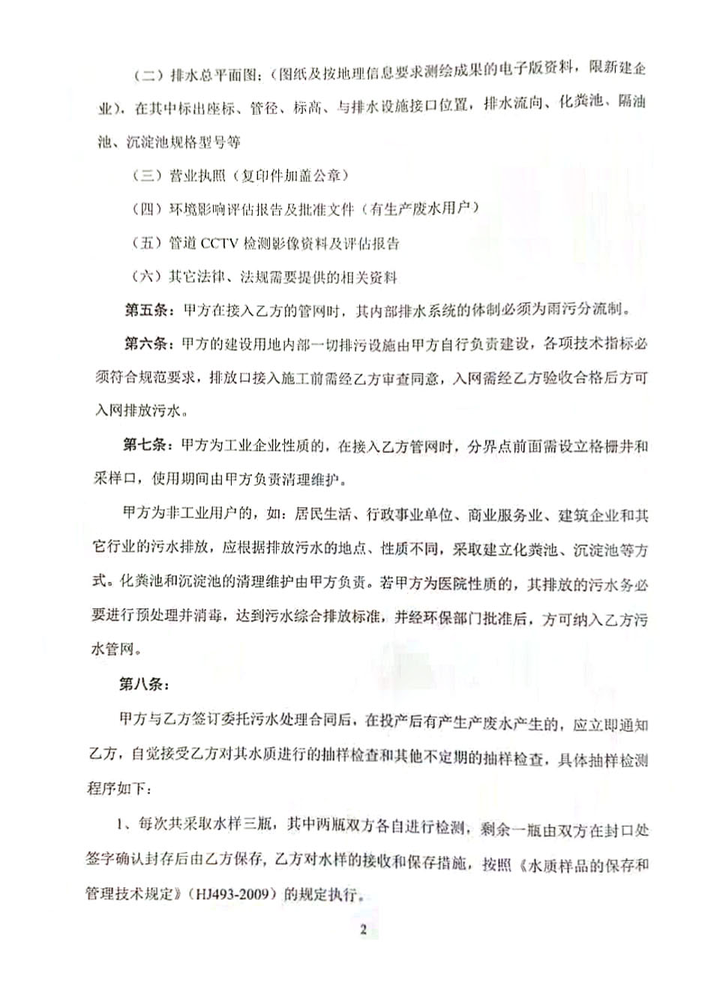 （二）排水总平面图：（图纸及按地理信息要求测绘成果的电子版资料，限新建企
业），在其中标出座标、管径、标高、与排水设施接口位置，排水流向、化粪池、隔油
池、沉淀池规格型号等
（三）营业执照（复印件加盖公章）
（四）环境影响评估报告及批准文件（有生产废水用户）
（五）管道 CCTV 检测影像资料及评估报告
（六）其它法律、法规需要提供的相关资料
第五条：甲方在接入乙方的管网时，其内部排水系统的体制必须为雨污分流制。
第六条：甲方的建设用地内部一切排污设施由甲方自行负责建设，各项技术指标必
须符合规范要求，排放口接入施工前需经乙方审查同意，入网需经乙方验收合格后方可
入网排放污水。
第七条：甲方为工业企业性质的，在接入乙方管网时，分界点前面需设立格栅井和
采样口，使用期间由甲方负责清理维护。
甲方为非工业用户的，如：居民生活、行政事业单位、商业服务业、建筑企业和其
它行业的污水排放，应根据排放污水的地点、性质不同，采取建立化粪池、沉淀池等方
式。化粪池和沉淀池的清理维护由甲方负责。若甲方为医院性质的，其排放的污水务必
要进行预处理并消毒，达到污水综合排放标准，并经环保部门批准后，方可纳入乙方污
水管网。
第八条：
甲方与乙方签订委托污水处理合同后，在投产后有产生产废水产生的，应立即通知
乙方，自觉接受乙方对其水质进行的抽样检查和其他不定期的抽样检查，具体抽样检测
程序如下：
1、每次共采取水样三瓶，其中两瓶双方各自进行检测，剩余一瓶由双方在封口处
签字确认封存后由乙方保存, 乙方对水样的接收和保存措施，按照《水质样品的保存和
管理技术规定》（HJ493-2009）的规定执行。
2